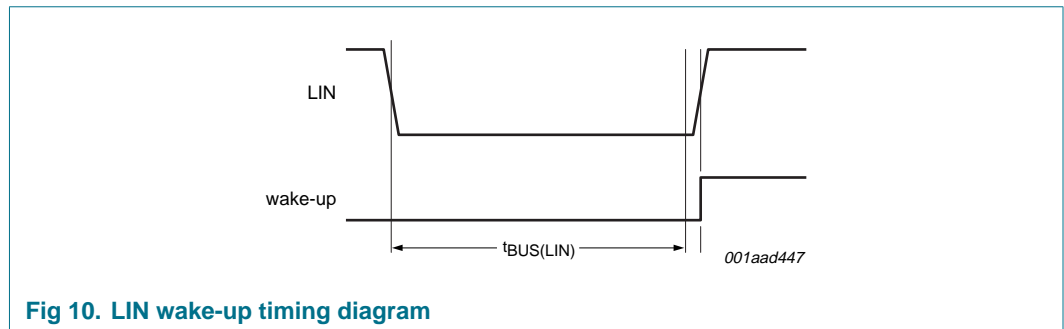 LIN
wake-up
tBUS(LIN)
001aad447
Fig 10. LIN wake-up timing diagram